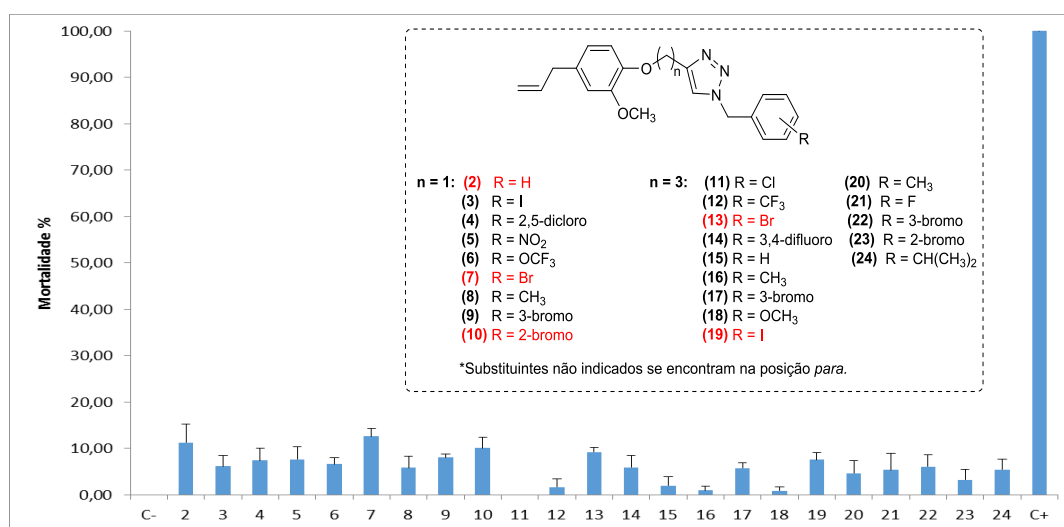 100,00
90,00
80,00
70,00
60,00
50,00
40,00
30,00
20,00
10,00
0,00
Mortalidade %
O
n
N
N
N
OCH3
R
n = 1: (2) R = H
(3) R = I
(4) R = 2,5-dicloro
(5) R = NO2
(6) R = OCF3
(7) R = Br
(8) R = CH3
(9) R = 3-bromo
(10) R = 2-bromo
n = 3: (11) R = Cl
(12) R = CF3
(13) R = Br
(14) R = 3,4-difluoro
(15) R = H
(16) R = CH3
(17) R = 3-bromo
(18) R = OCH3
(19) R = I
(20) R = CH3
(21) R = F
(22) R = 3-bromo
(23) R = 2-bromo
(24) R = CH(CH3)2
*Substituintes não indicados se encontram na posição para.
C- 2 3 4 5 6 7 8 9 10 11 12 13 14 15 16 17 18 19 20 21 22 23 24 C+